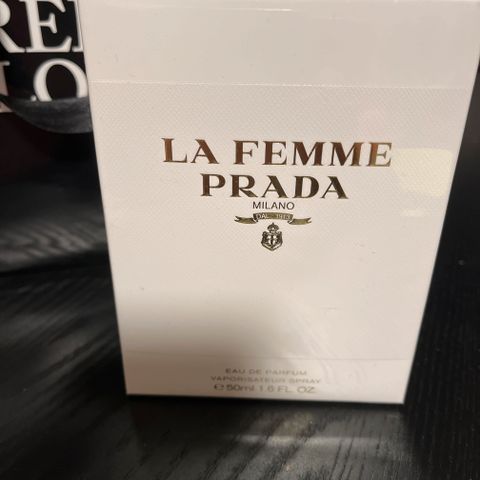 LA FEMME
PRADA
MILANO
DAL 1913
EAU DE PARFUM
VAPORISATEUR SPRAY
℮50ml 1.6 FL. OZ.